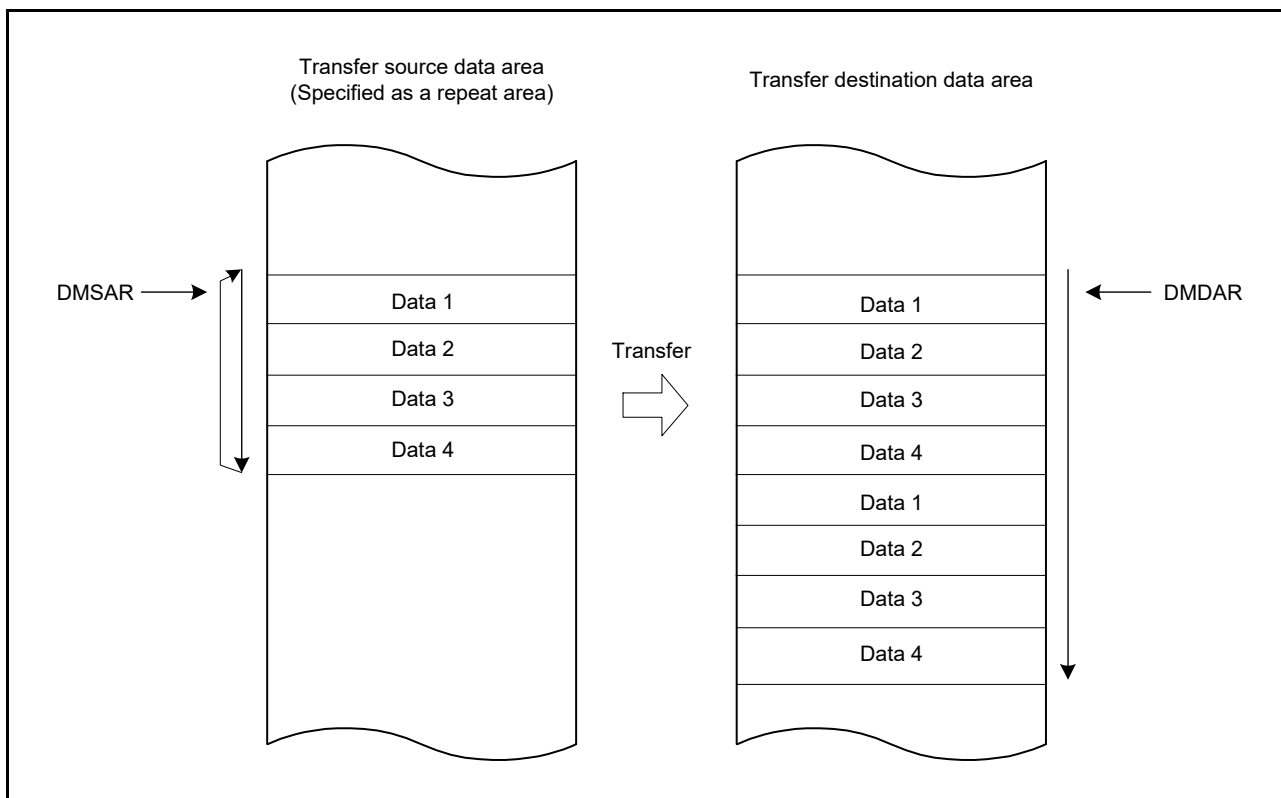 Transfer source data area
(Specified as a repeat area)
Transfer destination data area
DMSAR
Data 1
Data 2
Data 3
Data 4
Transfer
Data 1
Data 2
Data 3
Data 4
Data 1
Data 2
Data 3
Data 4
DMDAR